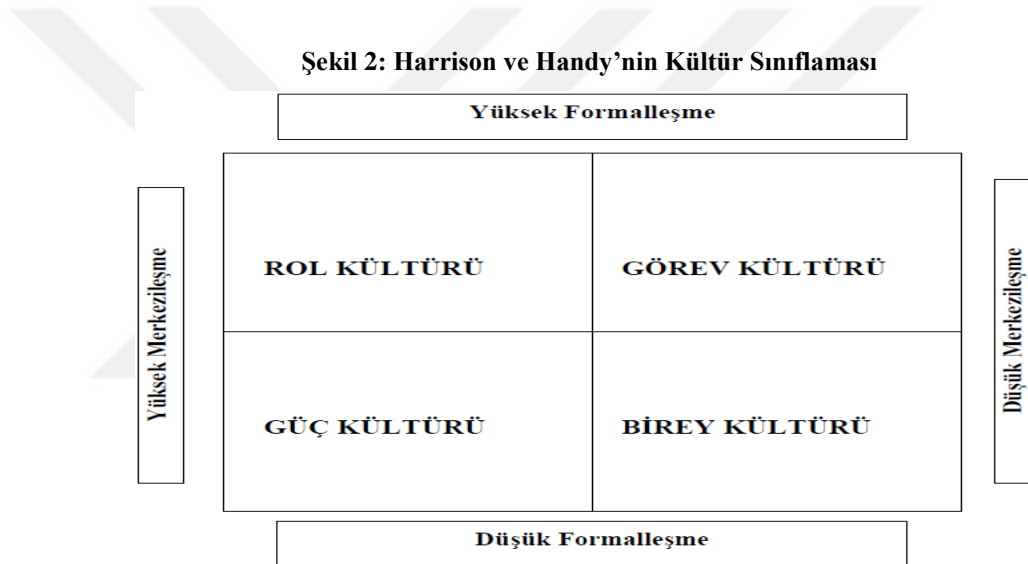 Şekil 2: Harrison ve Handy’nin Kültür Sınıflaması
Yüksek Formalleşme
Yüksek Merkezileşme
ROL KÜLTÜRÜ
GÖREV KÜLTÜRÜ
Düşük Merkezileşme
GÜÇ KÜLTÜRÜ
BİREY KÜLTÜRÜ
Düşük Formalleşme